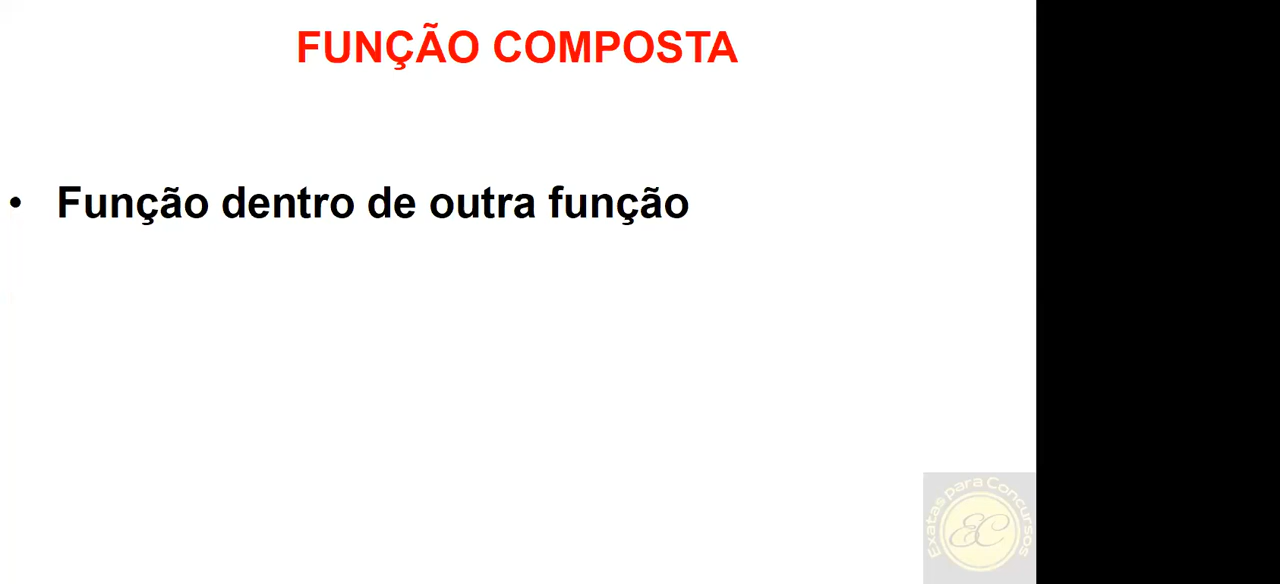 FUNÇÃO COMPOSTA
• Função dentro de outra função
Exatas para Concursos
EC